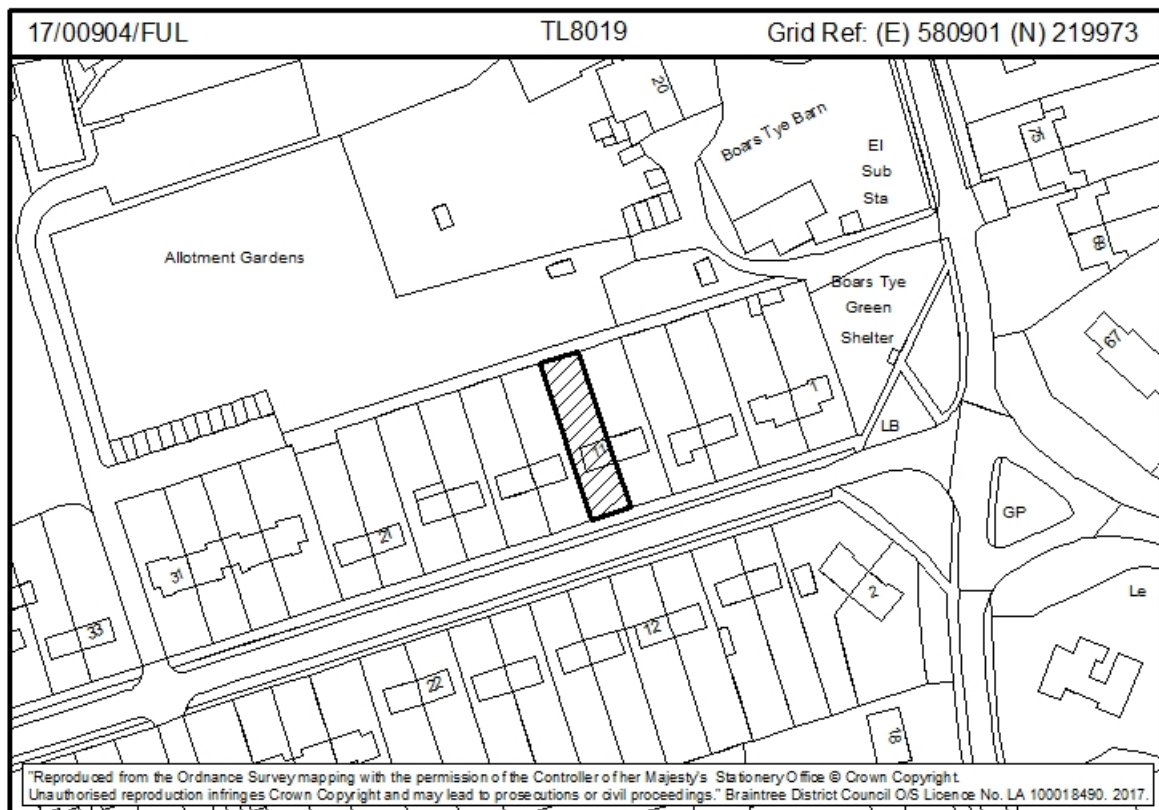 17/00904/FUL TL8019 Grid Ref: (E) 580901 (N) 219973
20
Boars Tye Barn
El
Sub
Sta
75
69
Allotment Gardens
Boars Tye
Green
Shelter
67
1
LB
11
GP
21
31
2
Le
33
12
22
18
"Reproduced from the Ordnance Survey mapping with the permission of the Controller of her Majesty's Stationery Office © Crown Copyright.
Unauthorised reproduction infringes Crown Copyright and may lead to prosecutions or civil proceedings." Braintree District Council O/S Licence No. LA 100018490. 2017.